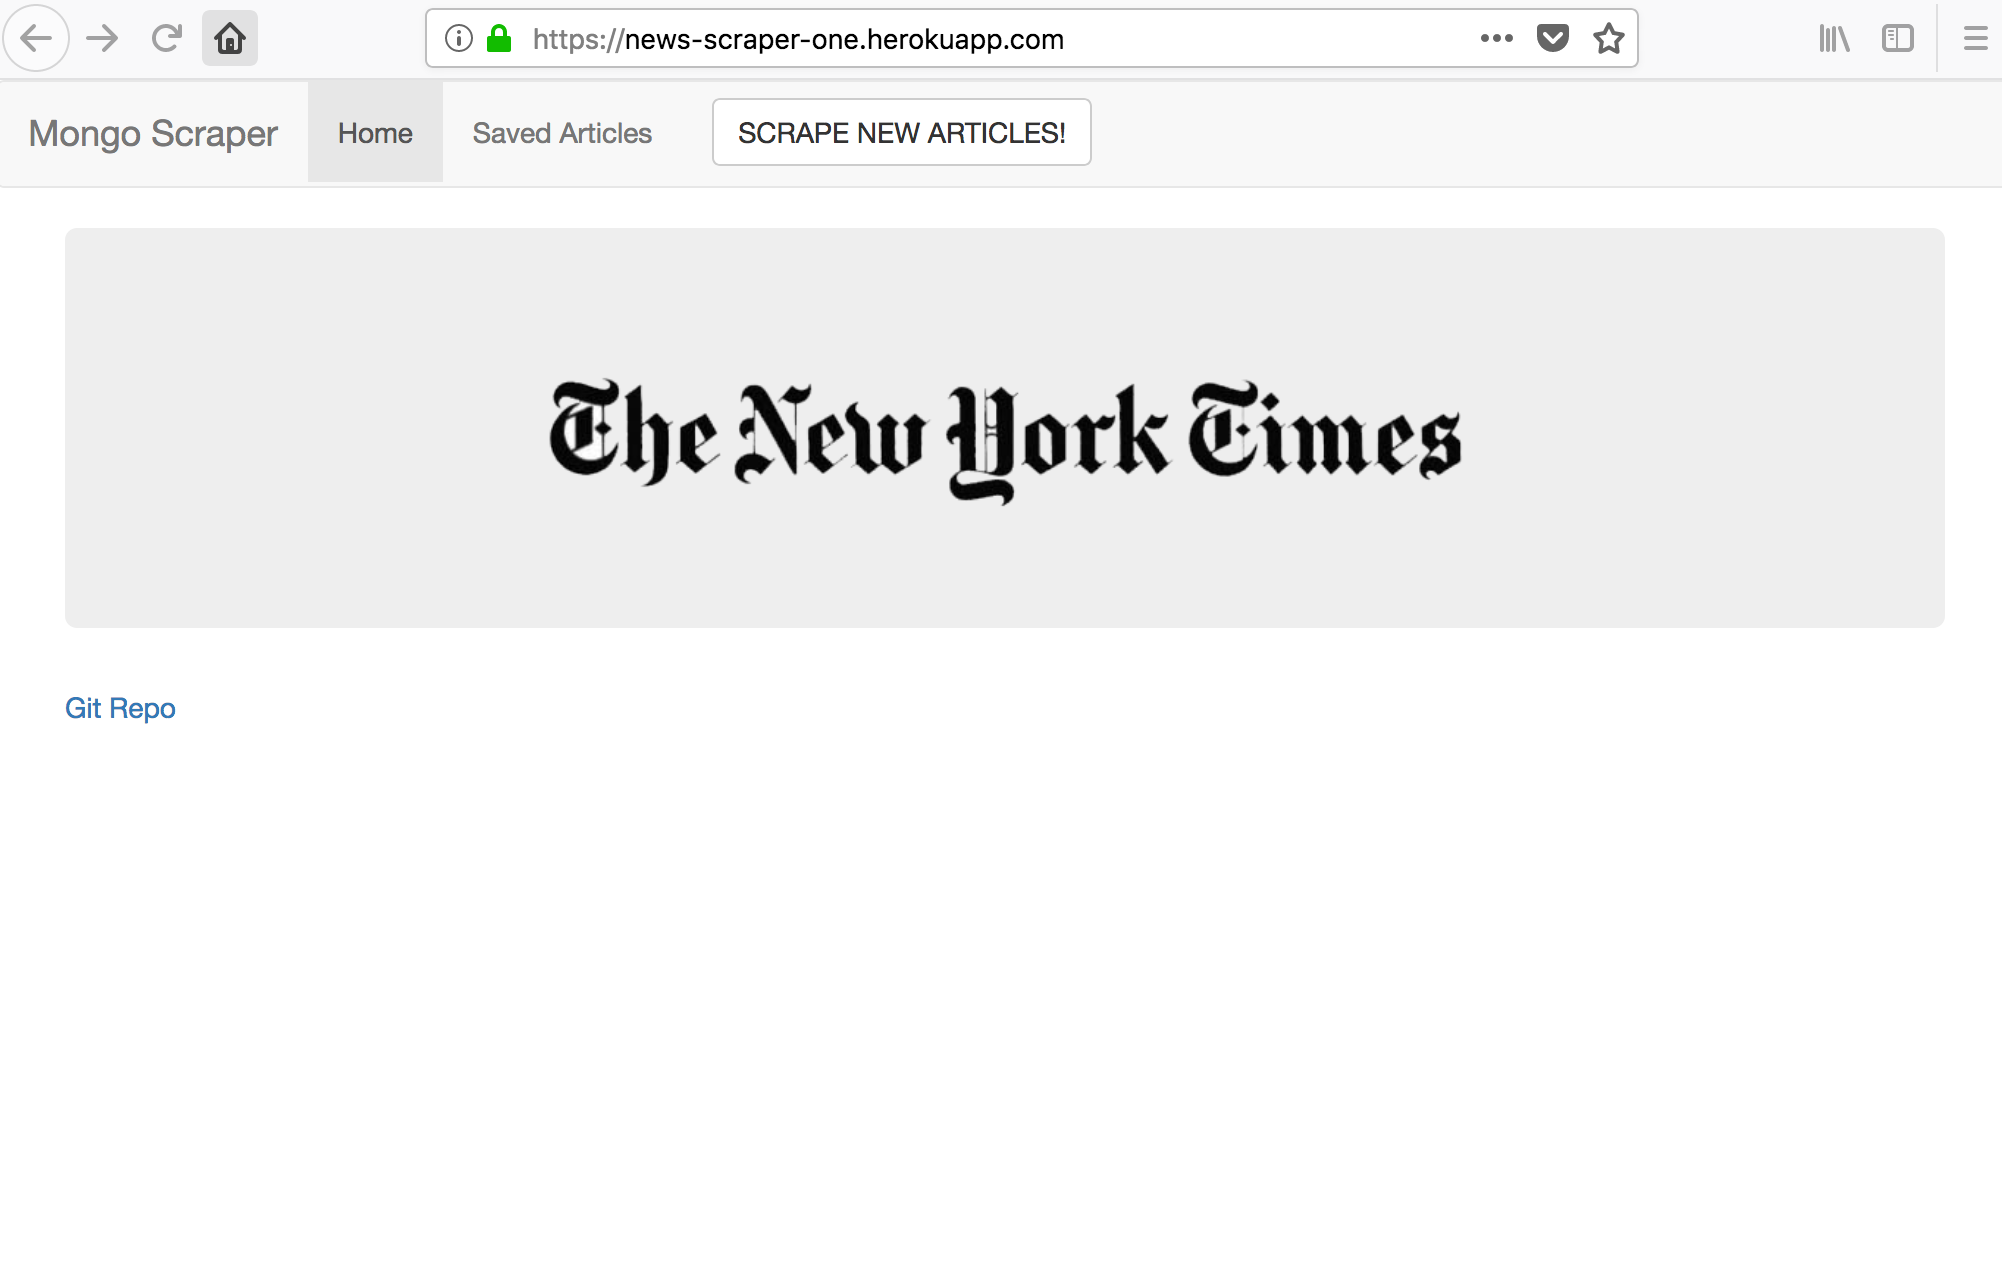 https://news-scraper-one.herokuapp.com
Mongo Scraper Home Saved Articles SCRAPE NEW ARTICLES!
The New York Times
Git Repo